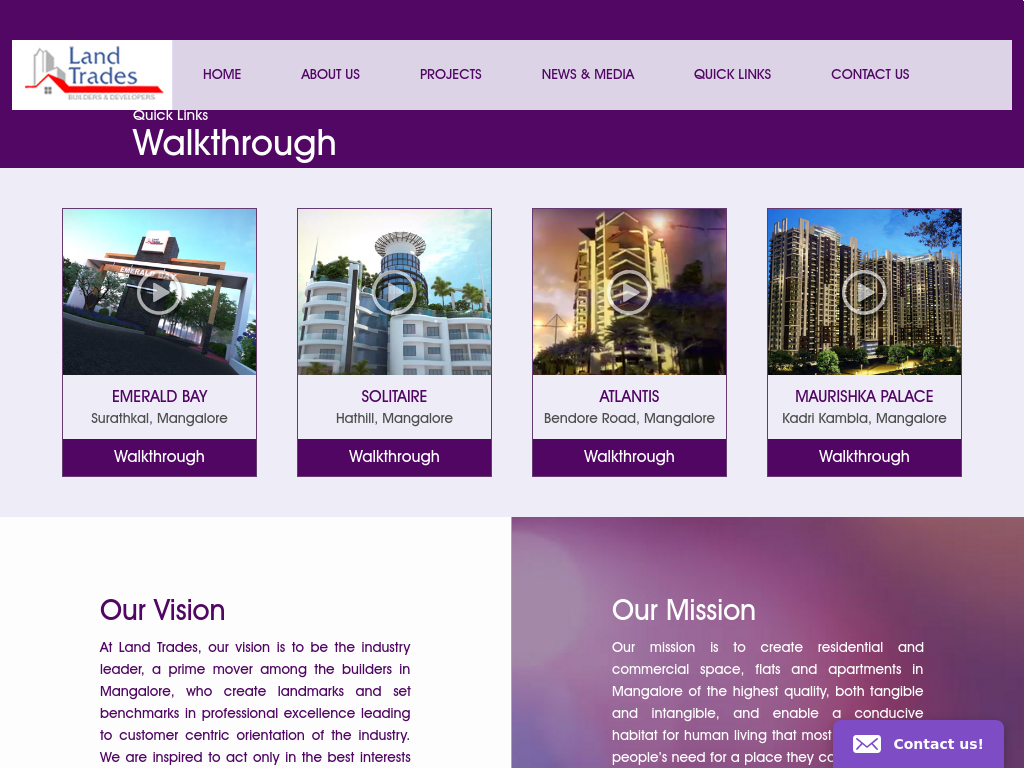 Land
Trades
BUILDERS & DEVELOPERS
HOME
ABOUT US
PROJECTS
NEWS & MEDIA
QUICK LINKS
CONTACT US
Quick Links
Walkthrough
EMERALD BAY
EMERALD BAY
Surathkal, Mangalore
Walkthrough
SOLITAIRE
Hathill, Mangalore
Walkthrough
ATLANTIS
Bendore Road, Mangalore
Walkthrough
MAURISHKA PALACE
Kadri Kambla, Mangalore
Walkthrough
Our Vision
At Land Trades, our vision is to be the industry
leader, a prime mover among the builders in
Mangalore, who create landmarks and set
benchmarks in professional excellence leading
to customer centric orientation of the industry.
We are inspired to act only in the best interests
Our Mission
Our mission is to create residential and
commercial space, flats and apartments in
Mangalore of the highest quality, both tangible
and intangible, and enable a conducive
habitat for human living that most
people's need for a place they
Contact us!